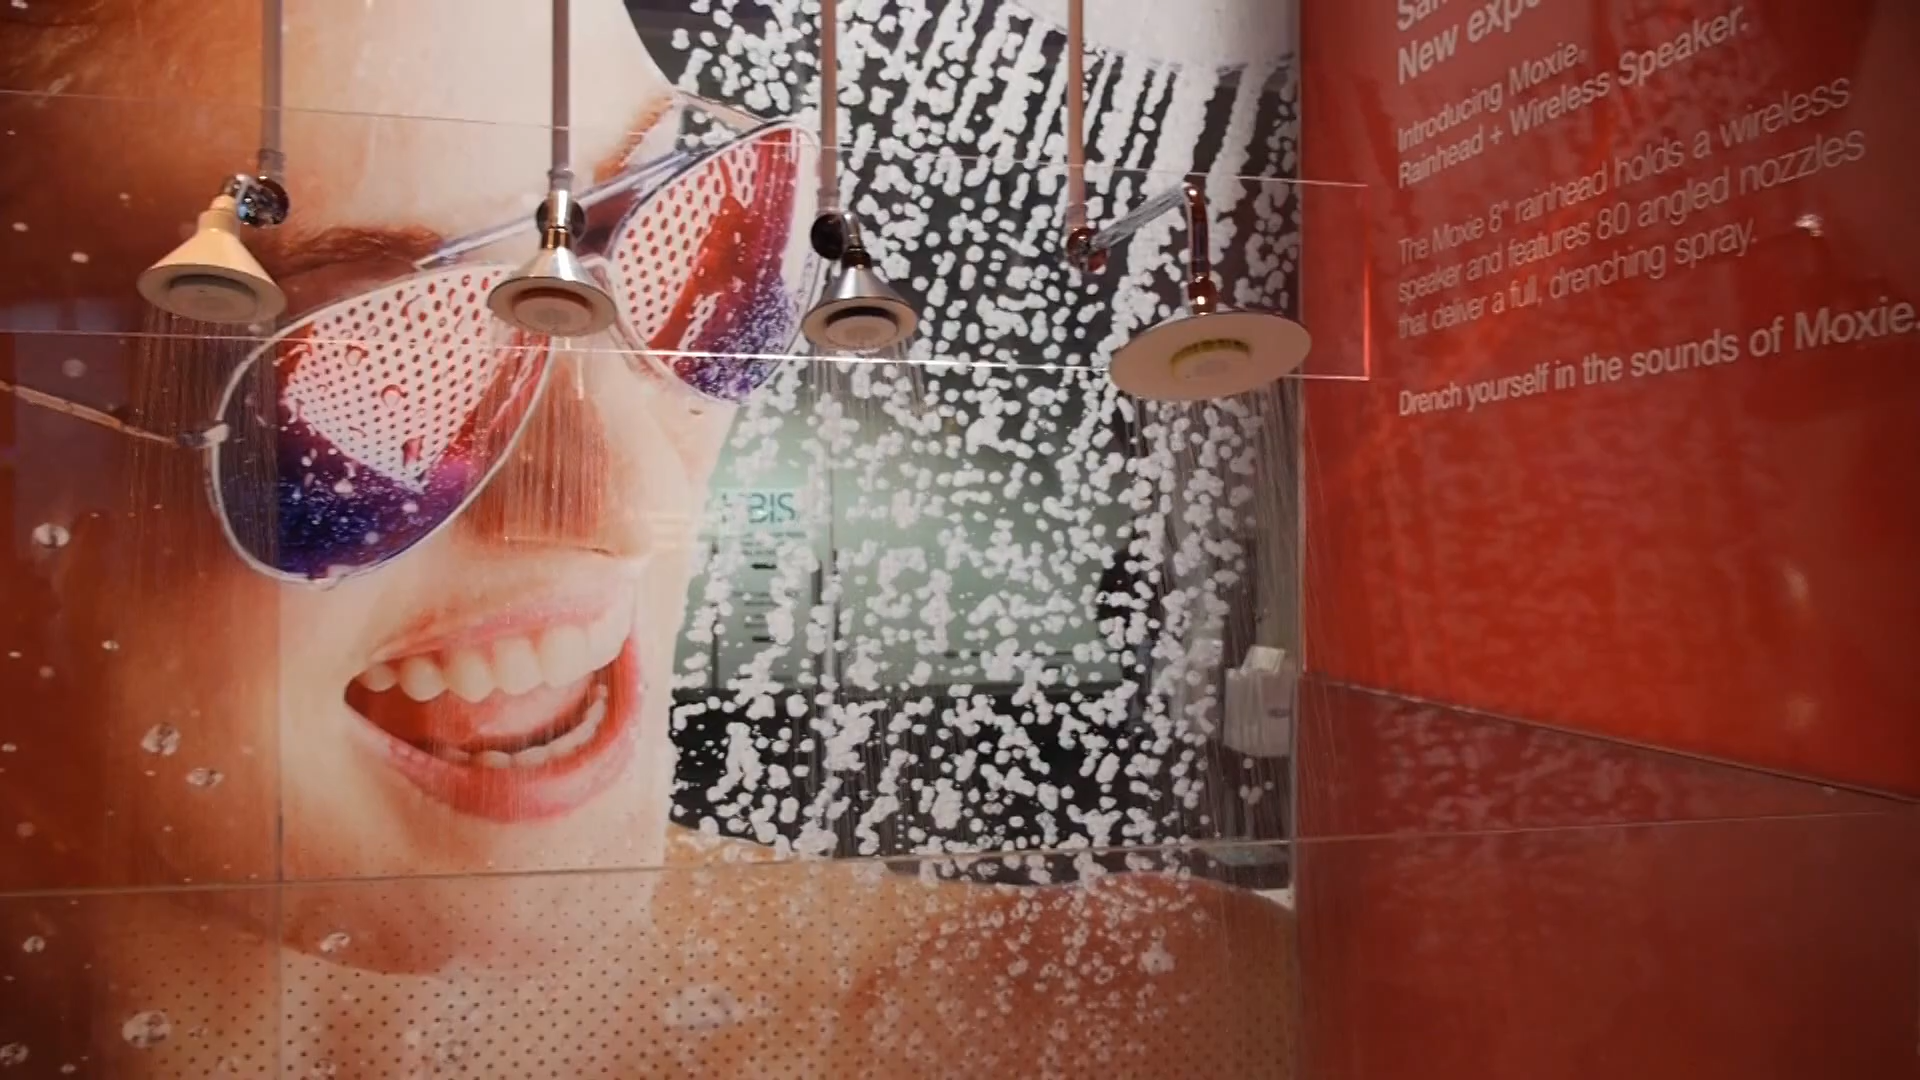 New
Introducing Moxie.
Rainhead + Wireless Speaker.
The Moxie 8" rainhead holds a wireless
speaker and features 80 angled nozzles
that deliver a full, drenching spray.
Drench yourself in the sounds of Moxie.